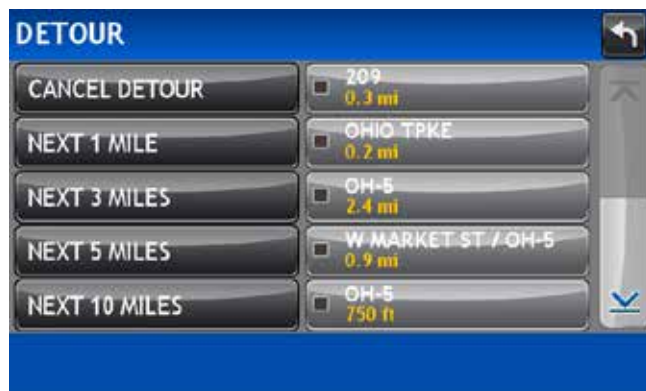 DETOUR
CANCEL DETOUR
209
0.3 mi
NEXT 1 MILE
OHIO TPKE
0.2 mi
NEXT 3 MILES
OH-5
2.4 mi
NEXT 5 MILES
W MARKET ST / OH-5
0.9 mi
NEXT 10 MILES
OH-5
750 ft